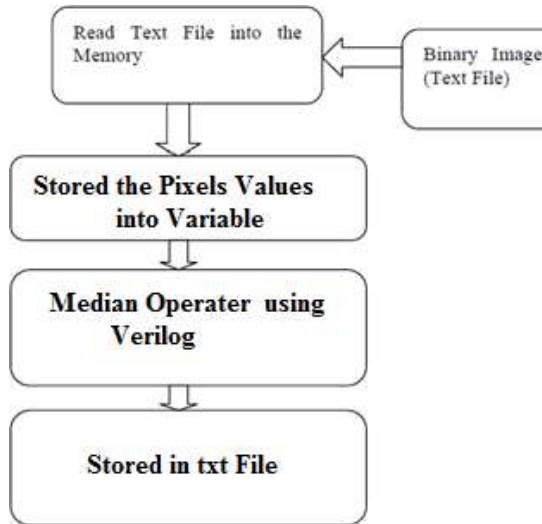 Read Text File into the
Memory
Binary Image
(Text File)
Stored the Pixels Values
into Variable
Median Operater using
Verilog
Stored in txt File